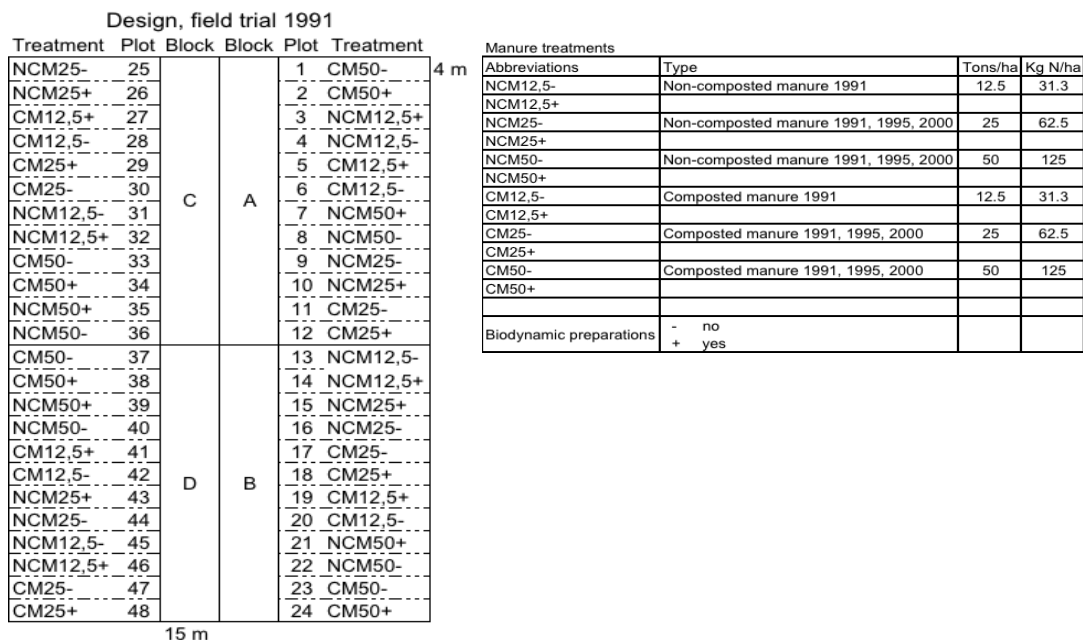 Design, field trial 1991
Treatment Plot Block Block Plot Treatment
NCM25- 25 1 CM50- 4 m
NCM25+ 26 2 CM50+
CM12,5+ 27 3 NCM12,5+
CM12,5- 28 4 NCM12,5-
CM25+ 29 5 CM12,5+
CM25- 30 6 CM12,5-
C A
NCM12,5- 31 7 NCM50+
NCM12,5+ 32 8 NCM50-
CM50- 33 9 NCM25-
CM50+ 34 10 NCM25+
NCM50+ 35 11 CM25-
NCM50- 36 12 CM25+
CM50- 37 13 NCM12,5-
CM50+ 38 14 NCM12,5+
NCM50+ 39 15 NCM25+
NCM50- 40 16 NCM25-
CM12,5+ 41 17 CM25-
CM12,5- 42 18 CM25+
D B
NCM25+ 43 19 CM12,5+
NCM25- 44 20 CM12,5-
NCM12,5- 45 21 NCM50+
NCM12,5+ 46 22 NCM50-
CM25- 47 23 CM50-
CM25+ 48 24 CM50+
15 m
Manure treatments
Abbreviations Type Tons/ha Kg N/ha
NCM12,5- Non-composted manure 1991 12.5 31.3
NCM12,5+
NCM25- Non-composted manure 1991, 1995, 2000 25 62.5
NCM25+
NCM50- Non-composted manure 1991, 1995, 2000 50 125
NCM50+
CM12,5- Composted manure 1991 12.5 31.3
CM12,5+
CM25- Composted manure 1991, 1995, 2000 25 62.5
CM25+
CM50- Composted manure 1991, 1995, 2000 50 125
CM50+
Biodynamic preparations - no
+ yes